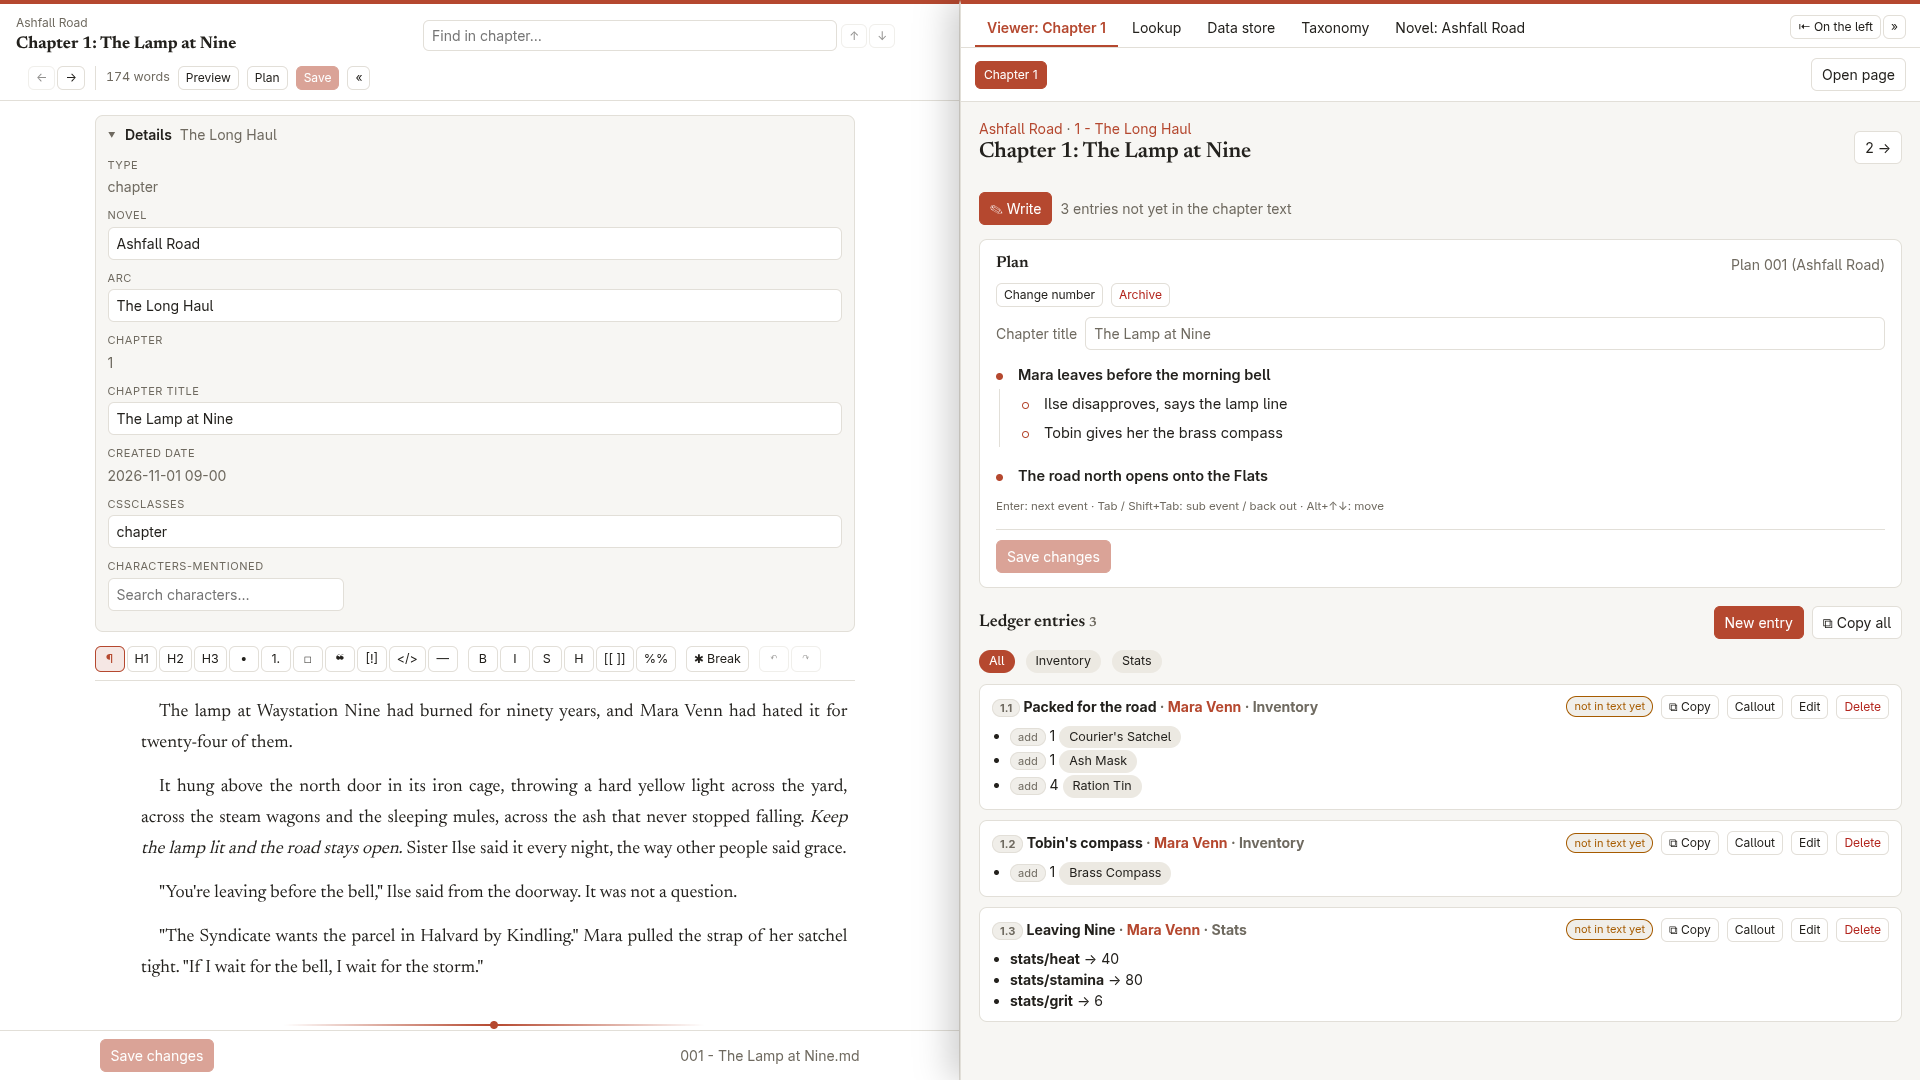 Ashfall Road
Chapter 1: The Lamp at Nine
Find in chapter...
↑ ↓
← → 174 words Preview Plan Save «
▼ Details The Long Haul
TYPE
chapter
NOVEL
Ashfall Road
ARC
The Long Haul
CHAPTER
1
CHAPTER TITLE
The Lamp at Nine
CREATED DATE
2026-11-01 09-00
CSSCLASSES
chapter
CHARACTERS-MENTIONED
Search characters...
¶ H1 H2 H3 • 1. □ ❝ [!] </> — B I S H [[ ]] %% ✱ Break ↶ ↷
The lamp at Waystation Nine had burned for ninety years, and Mara Venn had hated it for
twenty-four of them.
It hung above the north door in its iron cage, throwing a hard yellow light across the yard,
across the steam wagons and the sleeping mules, across the ash that never stopped falling. Keep
the lamp lit and the road stays open. Sister Ilse said it every night, the way other people said grace.
"You're leaving before the bell," Ilse said from the doorway. It was not a question.
"The Syndicate wants the parcel in Halvard by Kindling." Mara pulled the strap of her satchel
tight. "If I wait for the bell, I wait for the storm."
Save changes
001 - The Lamp at Nine.md
Viewer: Chapter 1 Lookup Data store Taxonomy Novel: Ashfall Road ⇤ On the left »
Chapter 1
Open page
Ashfall Road · 1 - The Long Haul
Chapter 1: The Lamp at Nine
2 →
✎ Write 3 entries not yet in the chapter text
Plan
Plan 001 (Ashfall Road)
Change number Archive
Chapter title The Lamp at Nine
Mara leaves before the morning bell
Ilse disapproves, says the lamp line
Tobin gives her the brass compass
The road north opens onto the Flats
Enter: next event · Tab / Shift+Tab: sub event / back out · Alt+↑↓: move
Save changes
Ledger entries 3
New entry ⧉ Copy all
All Inventory Stats
1.1 Packed for the road · Mara Venn · Inventory not in text yet ⧉ Copy Callout Edit Delete
• add 1 Courier's Satchel
• add 1 Ash Mask
• add 4 Ration Tin
1.2 Tobin's compass · Mara Venn · Inventory not in text yet ⧉ Copy Callout Edit Delete
• add 1 Brass Compass
1.3 Leaving Nine · Mara Venn · Stats not in text yet ⧉ Copy Callout Edit Delete
• stats/heat → 40
• stats/stamina → 80
• stats/grit → 6